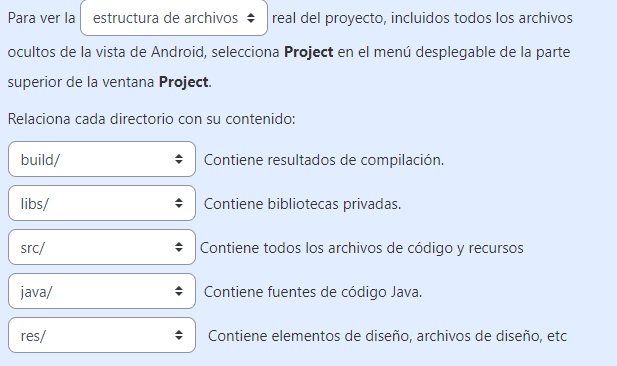 Para ver la estructura de archivos real del proyecto, incluidos todos los archivos
ocultos de la vista de Android, selecciona Project en el menú desplegable de la parte
superior de la ventana Project.
Relaciona cada directorio con su contenido:
build/ Contiene resultados de compilación.
libs/ Contiene bibliotecas privadas.
src/ Contiene todos los archivos de código y recursos
java/ Contiene fuentes de código Java.
res/ Contiene elementos de diseño, archivos de diseño, etc